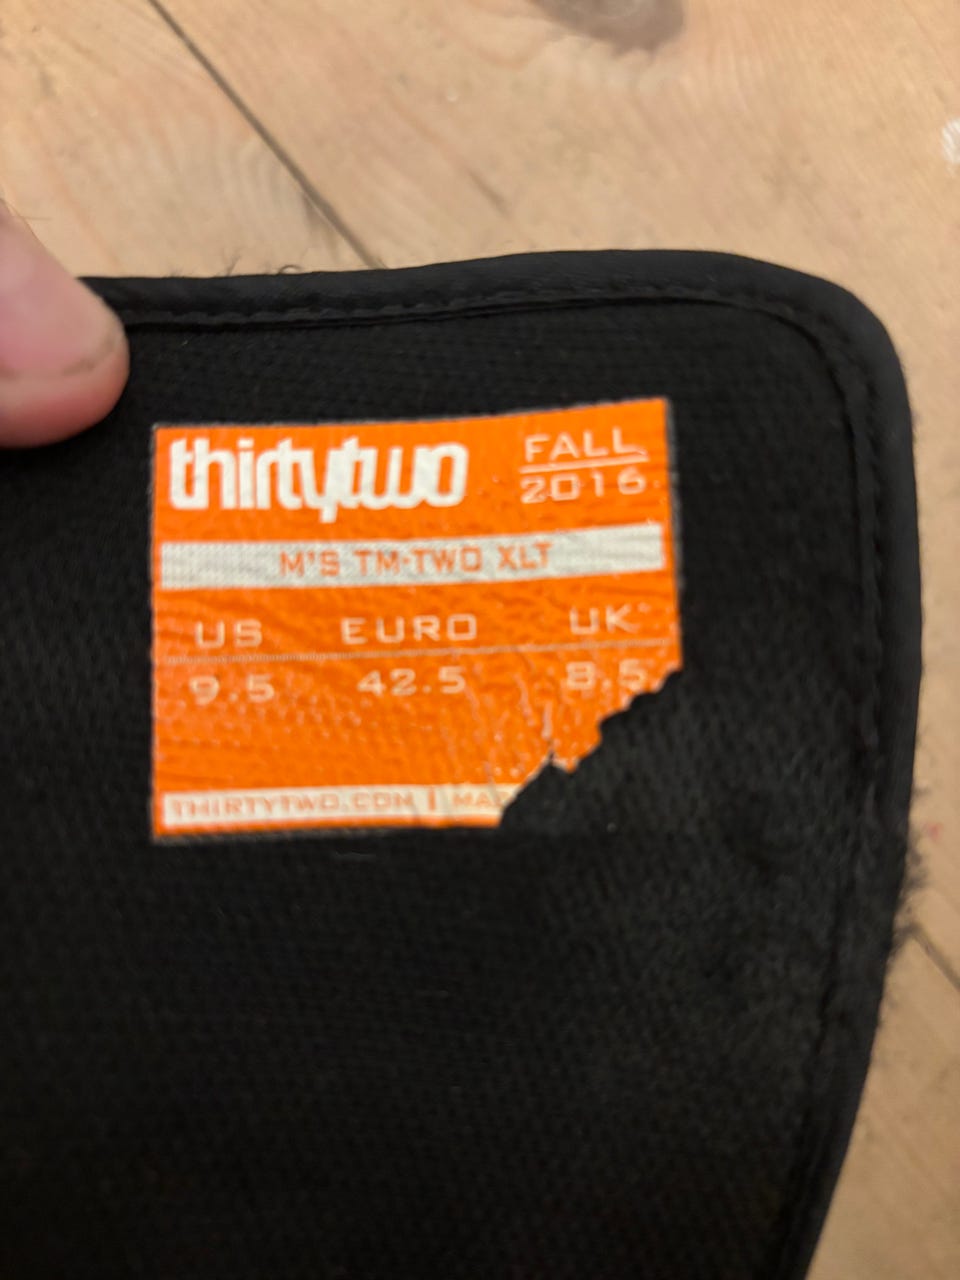 thirtytwo
FALL
2016
M'S TM-TWO XLT
US EURO UK
9.5 42.5 8.5
THIRTYTWO.COM |